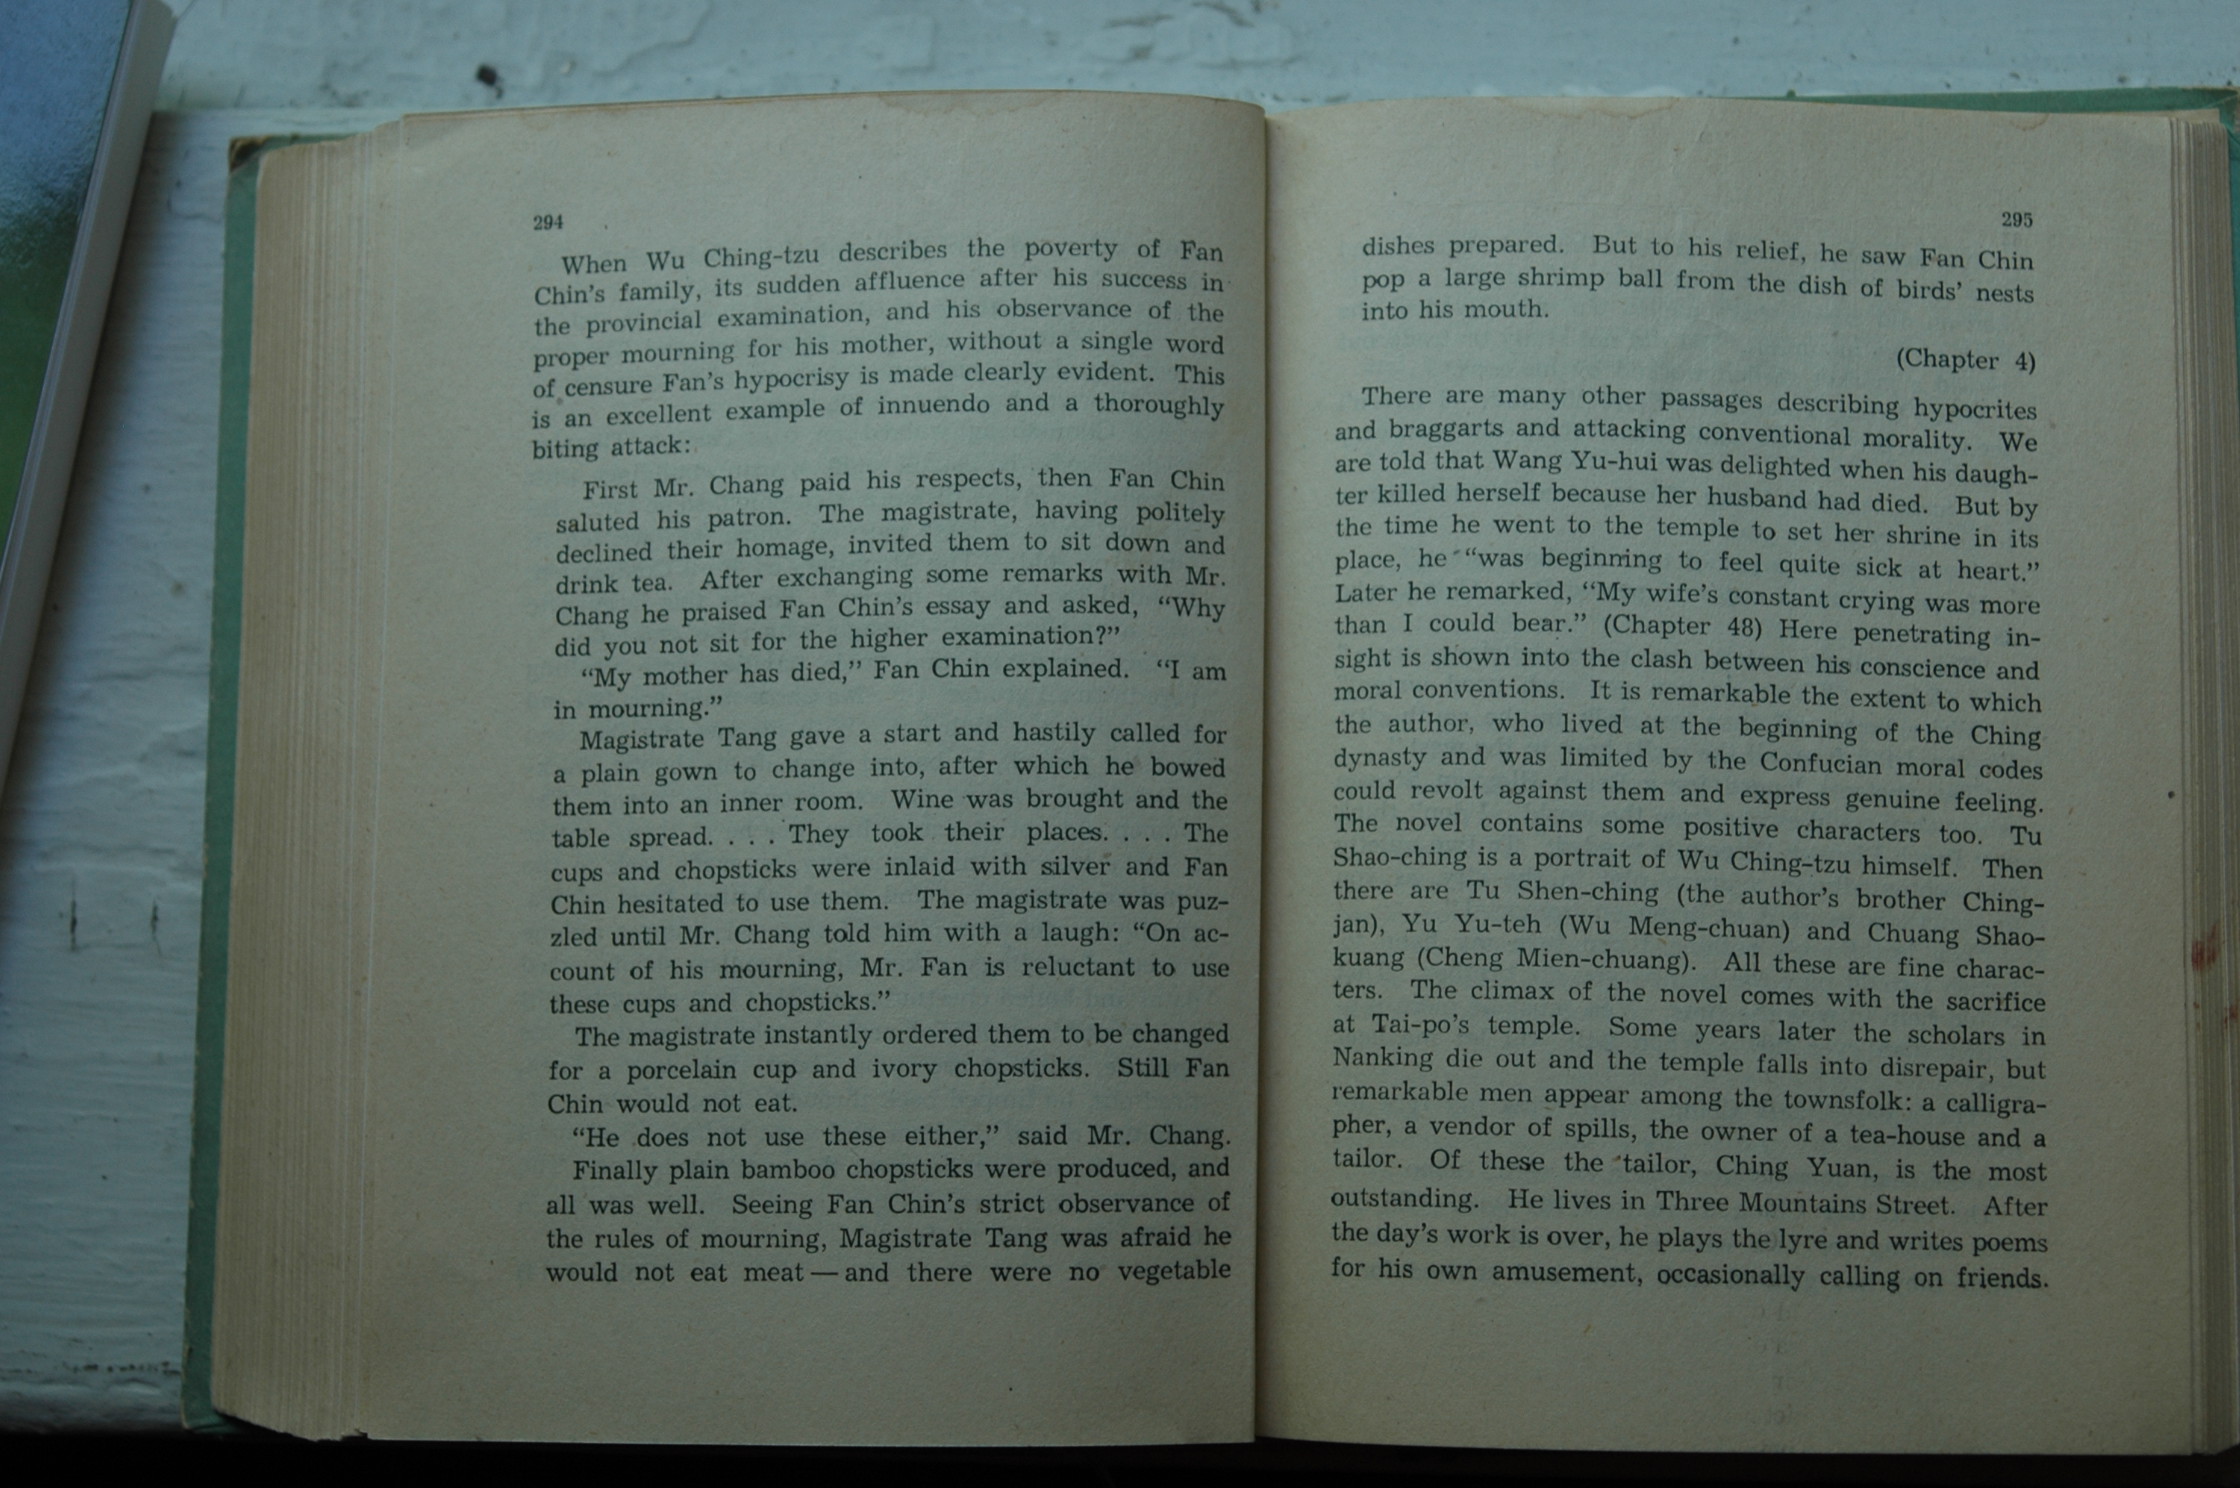 294
When Wu Ching-tzu describes the poverty of Fan
Chin's family, its sudden affluence after his success in
the provincial examination, and his observance of the
proper mourning for his mother, without a single word
of censure Fan's hypocrisy is made clearly evident. This
is an excellent example of innuendo and a thoroughly
biting attack:
First Mr. Chang paid his respects, then Fan Chin
saluted his patron. The magistrate, having politely
declined their homage, invited them to sit down and
drink tea. After exchanging some remarks with Mr.
Chang he praised Fan Chin's essay and asked, “Why
did you not sit for the higher examination?”
“My mother has died,” Fan Chin explained. “I am
in mourning.”
Magistrate Tang gave a start and hastily called for
a plain gown to change into, after which he bowed
them into an inner room. Wine was brought and the
table spread. . . . They took their places. . . . The
cups and chopsticks were inlaid with silver and Fan
Chin hesitated to use them. The magistrate was puz-
zled until Mr. Chang told him with a laugh: “On ac-
count of his mourning, Mr. Fan is reluctant to use
these cups and chopsticks.”
The magistrate instantly ordered them to be changed
for a porcelain cup and ivory chopsticks. Still Fan
Chin would not eat.
“He does not use these either,” said Mr. Chang.
Finally plain bamboo chopsticks were produced, and
all was well. Seeing Fan Chin's strict observance of
the rules of mourning, Magistrate Tang was afraid he
would not eat meat — and there were no vegetable
295
dishes prepared. But to his relief, he saw Fan Chin
pop a large shrimp ball from the dish of birds' nests
into his mouth.
(Chapter 4)
There are many other passages describing hypocrites
and braggarts and attacking conventional morality. We
are told that Wang Yu-hui was delighted when his daugh-
ter killed herself because her husband had died. But by
the time he went to the temple to set her shrine in its
place, he “was beginning to feel quite sick at heart.”
Later he remarked, “My wife's constant crying was more
than I could bear.” (Chapter 48) Here penetrating in-
sight is shown into the clash between his conscience and
moral conventions. It is remarkable the extent to which
the author, who lived at the beginning of the Ching
dynasty and was limited by the Confucian moral codes
could revolt against them and express genuine feeling.
The novel contains some positive characters too. Tu
Shao-ching is a portrait of Wu Ching-tzu himself. Then
there are Tu Shen-ching (the author's brother Ching-
jan), Yu Yu-teh (Wu Meng-chuan) and Chuang Shao-
kuang (Cheng Mien-chuang). All these are fine charac-
ters. The climax of the novel comes with the sacrifice
at Tai-po's temple. Some years later the scholars in
Nanking die out and the temple falls into disrepair, but
remarkable men appear among the townsfolk: a calligra-
pher, a vendor of spills, the owner of a tea-house and a
tailor. Of these the tailor, Ching Yuan, is the most
outstanding. He lives in Three Mountains Street. After
the day's work is over, he plays the lyre and writes poems
for his own amusement, occasionally calling on friends.